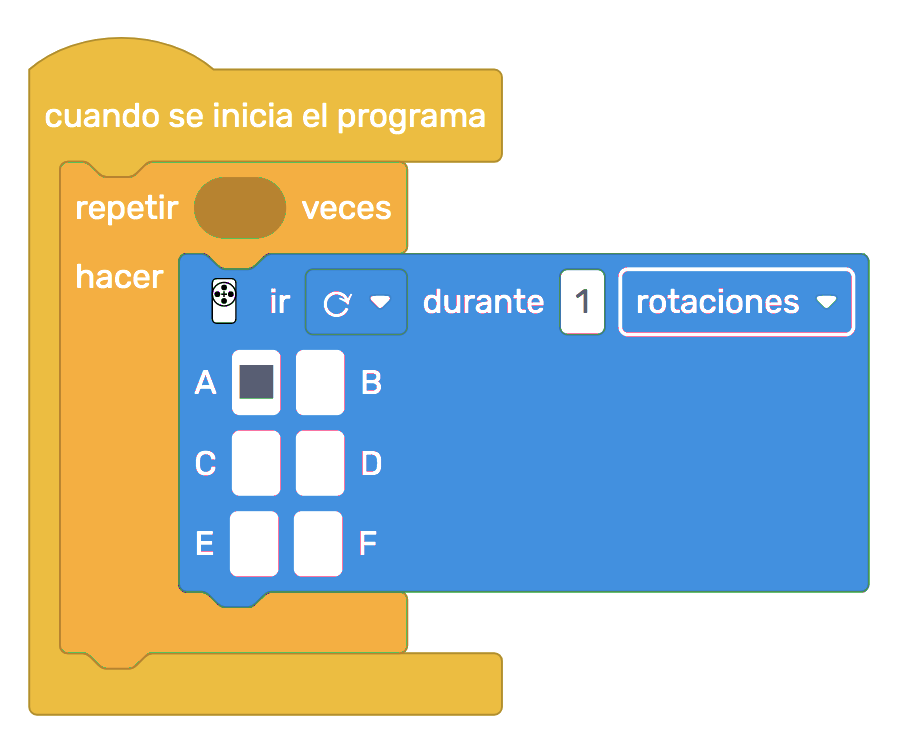 cuando se inicia el programa
repetir veces
hacer
ir durante 1 rotaciones
A B
C D
E F